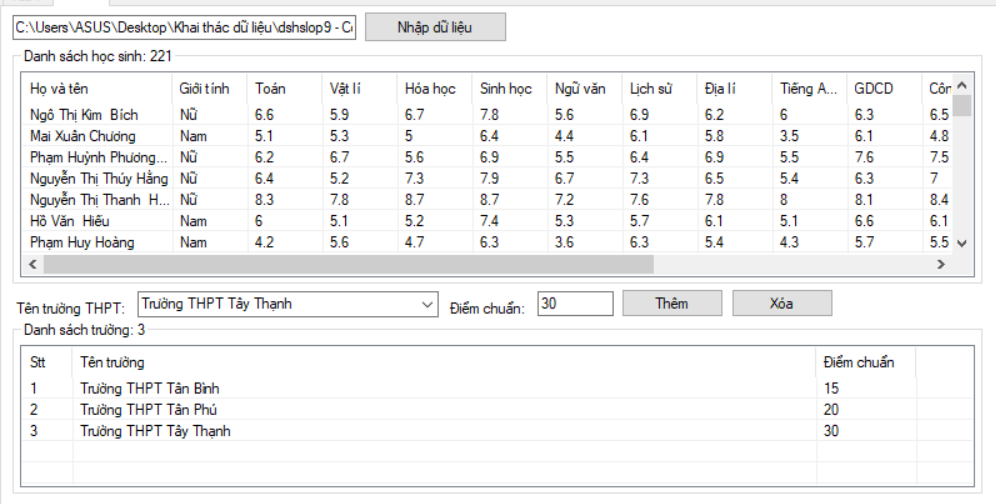 C:\Users\ASUS\Desktop\Khai thác dữ liệu\dshslop9 - Nhập dữ liệu
Danh sách học sinh: 221
Họ và tên Giới tính Toán Vật lí Hóa học Sinh học Ngữ văn Lịch sử Địa lí Tiếng A... GDCD Côn
Ngô Thị Kim Bích Nữ 6.6 5.9 6.7 7.8 5.6 6.9 6.2 6 6.3 6.5
Mai Xuân Chương Nam 5.1 5.3 5 6.4 4.4 6.1 5.8 3.5 6.1 4.8
Phạm Huỳnh Phương... Nữ 6.2 6.7 5.6 6.9 5.5 6.4 6.9 5.5 7.6 7.5
Nguyễn Thị Thúy Hằng Nữ 6.4 5.2 7.3 7.9 6.7 7.3 6.5 5.4 6.3 7
Nguyễn Thị Thanh H... Nữ 8.3 7.8 8.7 8.7 7.2 7.6 7.8 8 8.1 8.4
Hồ Văn Hiếu Nam 6 5.1 5.2 7.4 5.3 5.7 6.1 5.1 6.6 6.1
Phạm Huy Hoàng Nam 4.2 5.6 4.7 6.3 3.6 6.3 5.4 4.3 5.7 5.5
Tên trường THPT: Trường THPT Tây Thạnh Điểm chuẩn: 30 Thêm Xóa
Danh sách trường: 3
Stt Tên trường Điểm chuẩn
1 Trường THPT Tân Bình 15
2 Trường THPT Tân Phú 20
3 Trường THPT Tây Thạnh 30